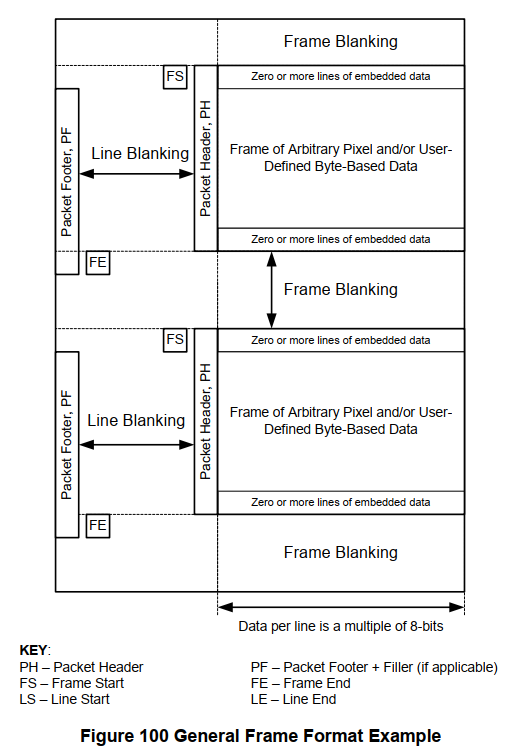 Frame Blanking
FS
Zero or more lines of embedded data
Packet Footer, PF
Line Blanking
Packet Header, PH
Frame of Arbitrary Pixel and/or User-
Defined Byte-Based Data
Zero or more lines of embedded data
FE
Frame Blanking
FS
Zero or more lines of embedded data
Packet Footer, PF
Line Blanking
Packet Header, PH
Frame of Arbitrary Pixel and/or User-
Defined Byte-Based Data
Zero or more lines of embedded data
FE
Frame Blanking
Data per line is a multiple of 8-bits
KEY:
PH – Packet Header
PF – Packet Footer + Filler (if applicable)
FS – Frame Start
FE – Frame End
LS – Line Start
LE – Line End
Figure 100 General Frame Format Example